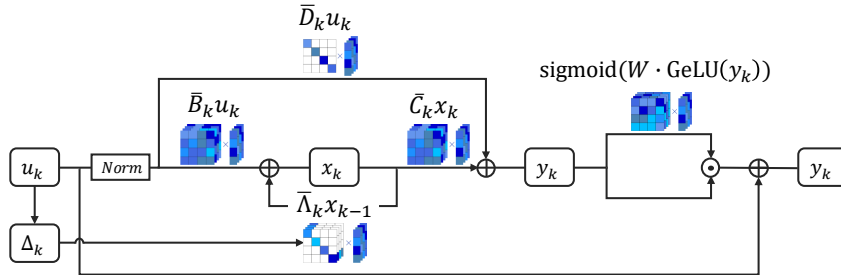 D̅ₖuₖ
sigmoid(W · GeLU(yₖ))
B̅ₖuₖ
C̅ₖxₖ
uₖ
Norm
xₖ
yₖ
yₖ
Λ̅ₖxₖ₋₁
Δₖ